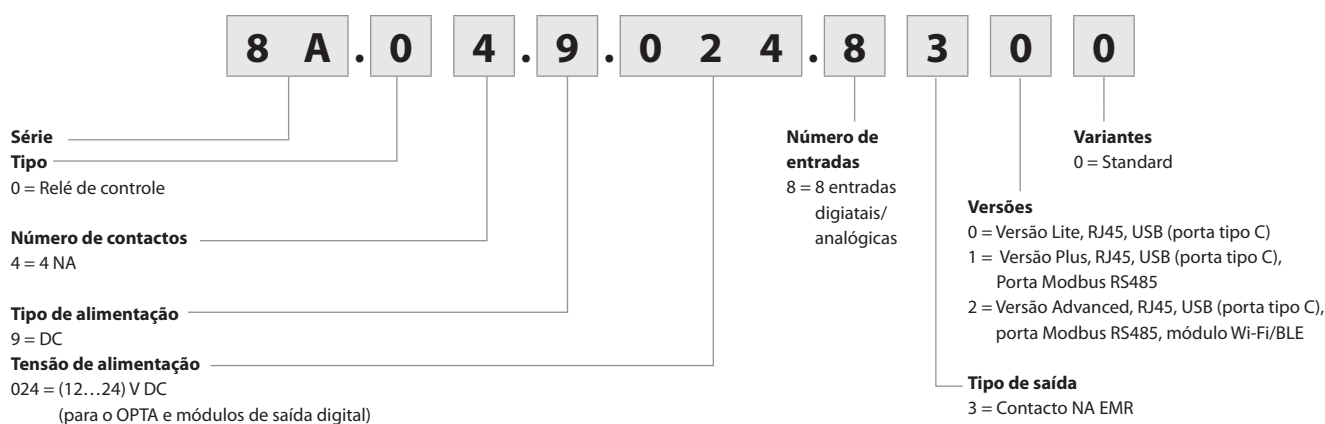 8 A . 0 4 . 9 . 0 2 4 . 8 3 0 0
Série
Tipo
0 = Relé de controle
Número de contactos
4 = 4 NA
Tipo de alimentação
9 = DC
Tensão de alimentação
024 = (12…24) V DC
(para o OPTA e módulos de saída digital)
Número de
entradas
8 = 8 entradas
digiatais/
analógicas
Variantes
0 = Standard
Versões
0 = Versão Lite, RJ45, USB (porta tipo C)
1 = Versão Plus, RJ45, USB (porta tipo C),
Porta Modbus RS485
2 = Versão Advanced, RJ45, USB (porta tipo C),
porta Modbus RS485, módulo Wi-Fi/BLE
Tipo de saída
3 = Contacto NA EMR